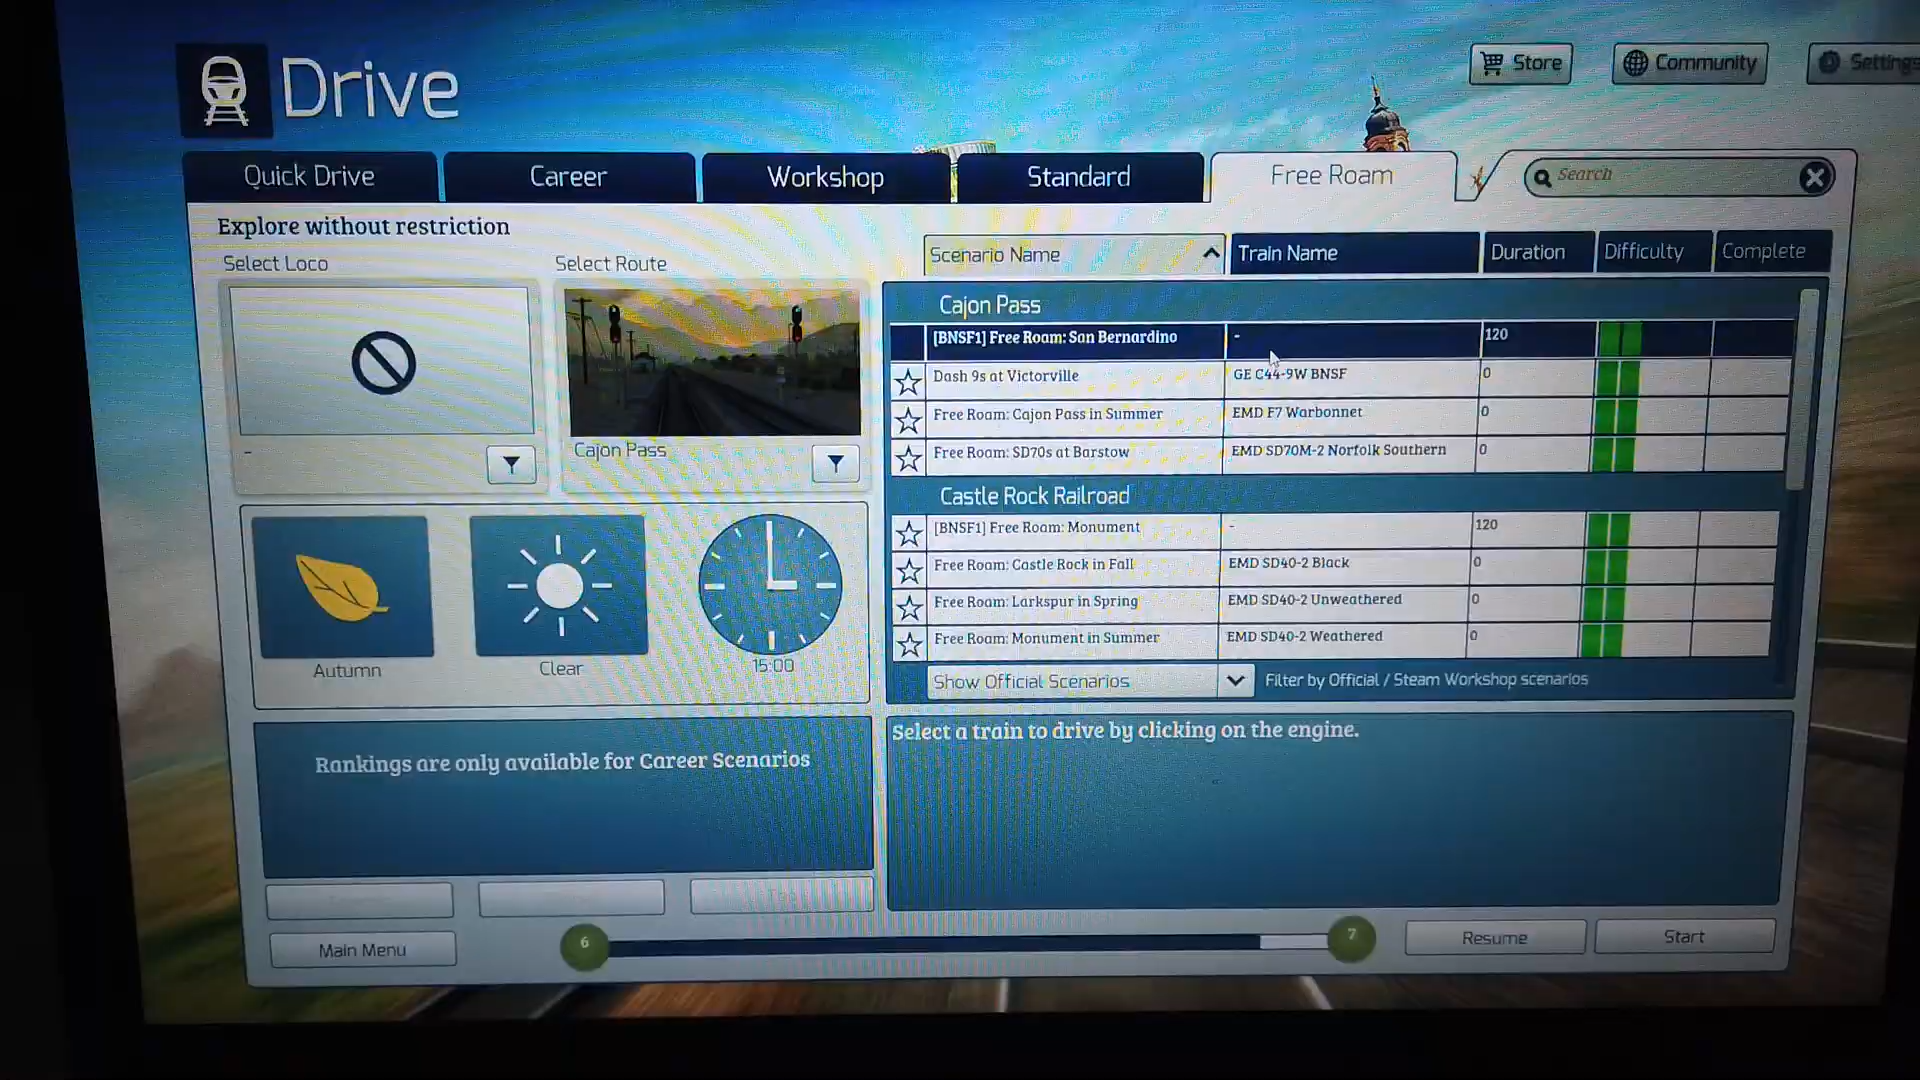 Drive
Store
Community
Settings
Quick Drive
Career
Workshop
Standard
Free Roam
Search
Explore without restriction
Select Loco
Select Route
-
Cajon Pass
Autumn
Clear
15:00
Scenario Name
Train Name
Duration
Difficulty
Complete
Cajon Pass
[BNSF1] Free Roam: San Bernardino - 120
Dash 9s at Victorville GE C44-9W BNSF 0
Free Roam: Cajon Pass in Summer EMD F7 Warbonnet 0
Free Roam: SD70s at Barstow EMD SD70M-2 Norfolk Southern 0
Castle Rock Railroad
[BNSF1] Free Roam: Monument - 120
Free Roam: Castle Rock in Fall EMD SD40-2 Black 0
Free Roam: Larkspur in Spring EMD SD40-2 Unweathered 0
Free Roam: Monument in Summer EMD SD40-2 Weathered 0
Show Official Scenarios
Filter by Official / Steam Workshop scenarios
Rankings are only available for Career Scenarios
Select a train to drive by clicking on the engine.
Main Menu
6
7
Resume
Start